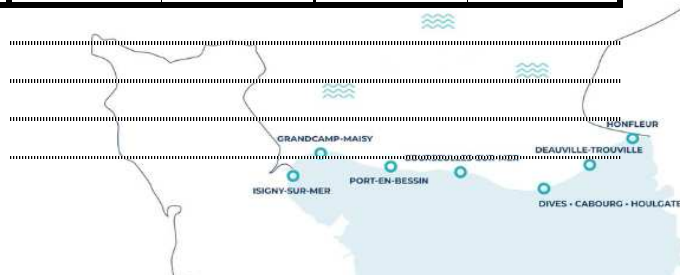 HONFLEUR
GRANDCAMP-MAISY
DEAUVILLE-TROUVILLE
PORT-EN-BESSIN
ISIGNY-SUR-MER
DIVES • CABOURG • HOULGATE